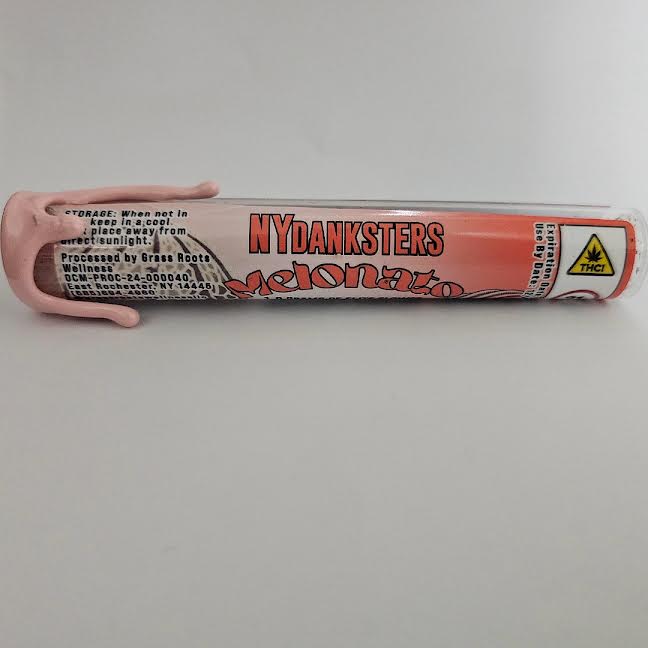 STORAGE: When not in
keep in a cool
place away from
direct sunlight.
Processed by Grass Roots
Wellness
OCM-PROC-24-000040
East Rochester, NY 14445
NYDANKSTERS
Melonato
Expiration Date
Use By Date:
THC!